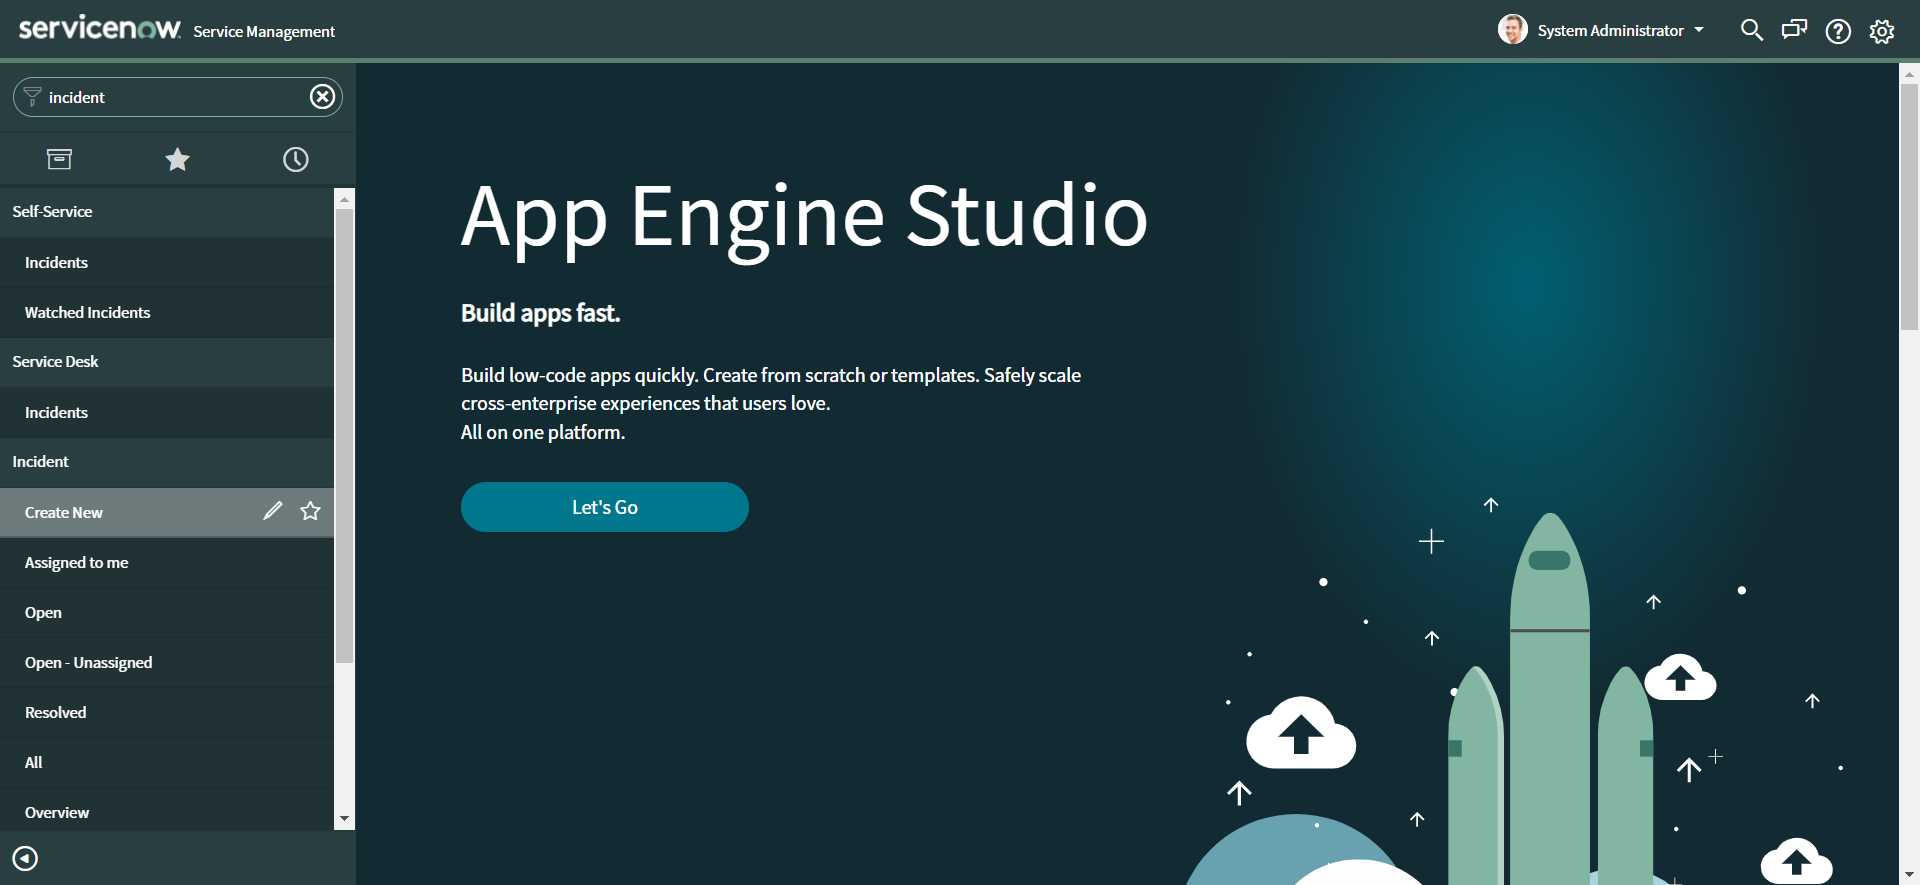 servicenow Service Management
System Administrator
incident
Self-Service
Incidents
Watched Incidents
Service Desk
Incidents
Incident
Create New
Assigned to me
Open
Open - Unassigned
Resolved
All
Overview
App Engine Studio
Build apps fast.
Build low-code apps quickly. Create from scratch or templates. Safely scale
cross-enterprise experiences that users love.
All on one platform.
Let's Go